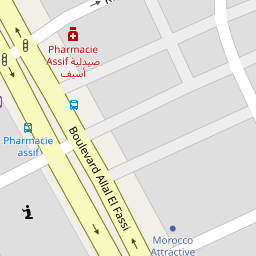 Pharmacie
Assif صيدلية
أسيف
Pharmacie
assif
Boulevard Allal El Fassi
Morocco
Attractive